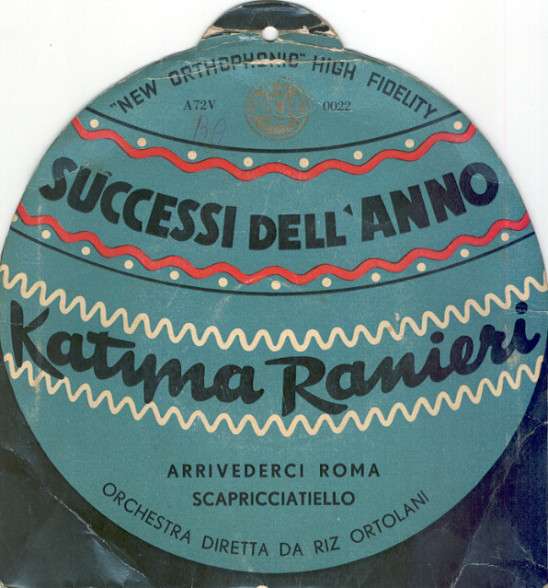 "NEW ORTHOPHONIC" HIGH FIDELITY
A72V 0022
SUCCESSI DELL'ANNO
Katyna Ranieri
ARRIVEDERCI ROMA
SCAPRICCIATIELLO
ORCHESTRA DIRETTA DA RIZ ORTOLANI